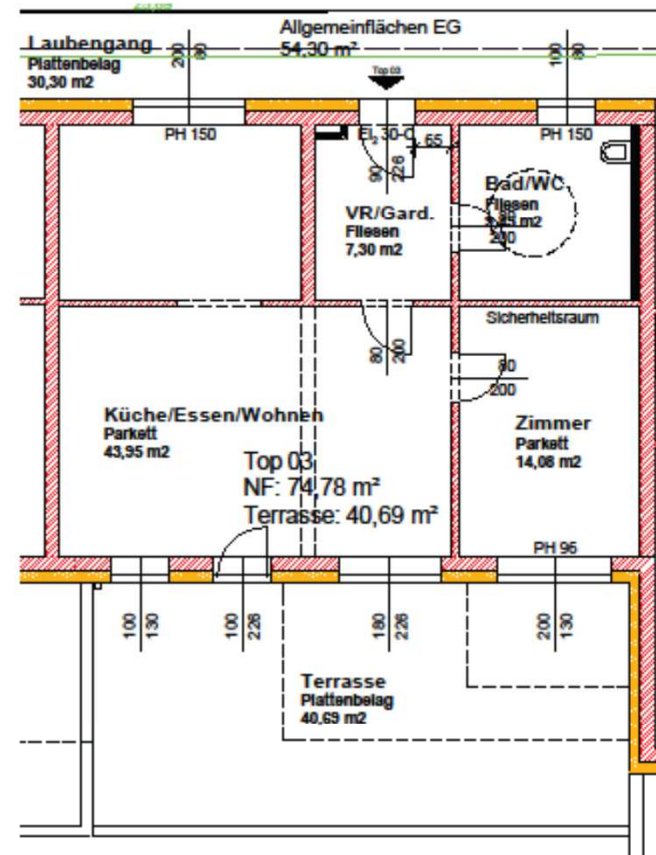 Allgemeinflächen EG
54,30 m²
Laubengang
Plattenbelag
30,30 m2
200
80
100
80
Top 03
PH 150
EI₂ 30-C
65
PH 150
90
226
Bad/WC
Fliesen
VR/Gard.
Fliesen
7,30 m2
80
200
Sicherheitsraum
80
200
80
200
Küche/Essen/Wohnen
Parkett
43,95 m2
Zimmer
Parkett
14,08 m2
Top 03
NF: 74,78 m²
Terrasse: 40,69 m²
PH 96
100
130
100
226
180
226
200
130
Terrasse
Plattenbelag
40,69 m2